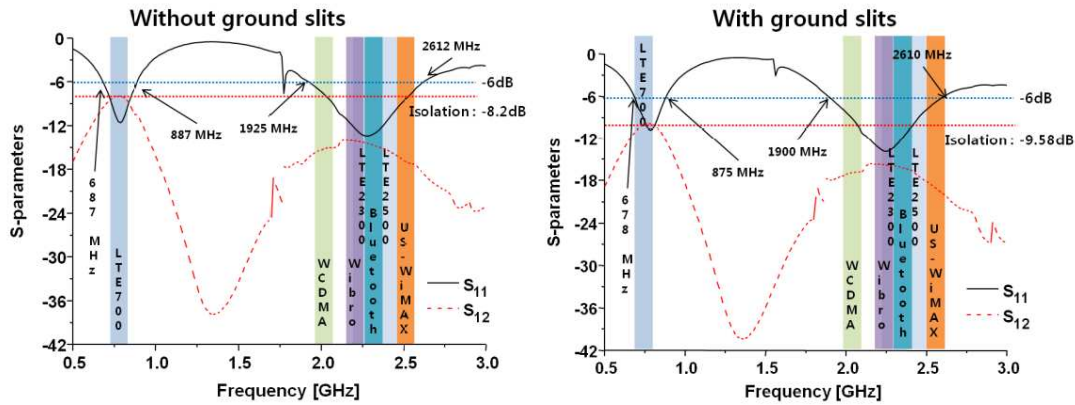 Without ground slits
S-parameters
0
-6
-12
-18
-24
-30
-36
-42
0.5
1.0
1.5
2.0
2.5
3.0
Frequency [GHz]
2612 MHz
-6dB
Isolation : -8.2dB
887 MHz
1925 MHz
687 MHz
LTE700
WCDMA
Wibro
LTE2300
Bluetooth
LTE2500
US-WiMAX
S11
S12
With ground slits
S-parameters
0
-6
-12
-18
-24
-30
-36
-42
0.5
1.0
1.5
2.0
2.5
3.0
Frequency [GHz]
LTE700
2610 MHz
-6dB
Isolation : -9.58dB
875 MHz
1900 MHz
678 MHz
WCDMA
Wibro
LTE2300
Bluetooth
LTE2500
US-WiMAX
S11
S12